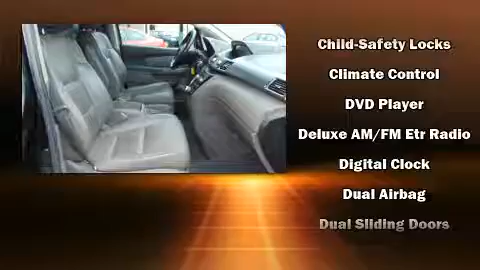 Child-Safety Locks
Climate Control
DVD Player
Deluxe AM/FM Etr Radio
Digital Clock
Dual Airbag
Dual Sliding Doors